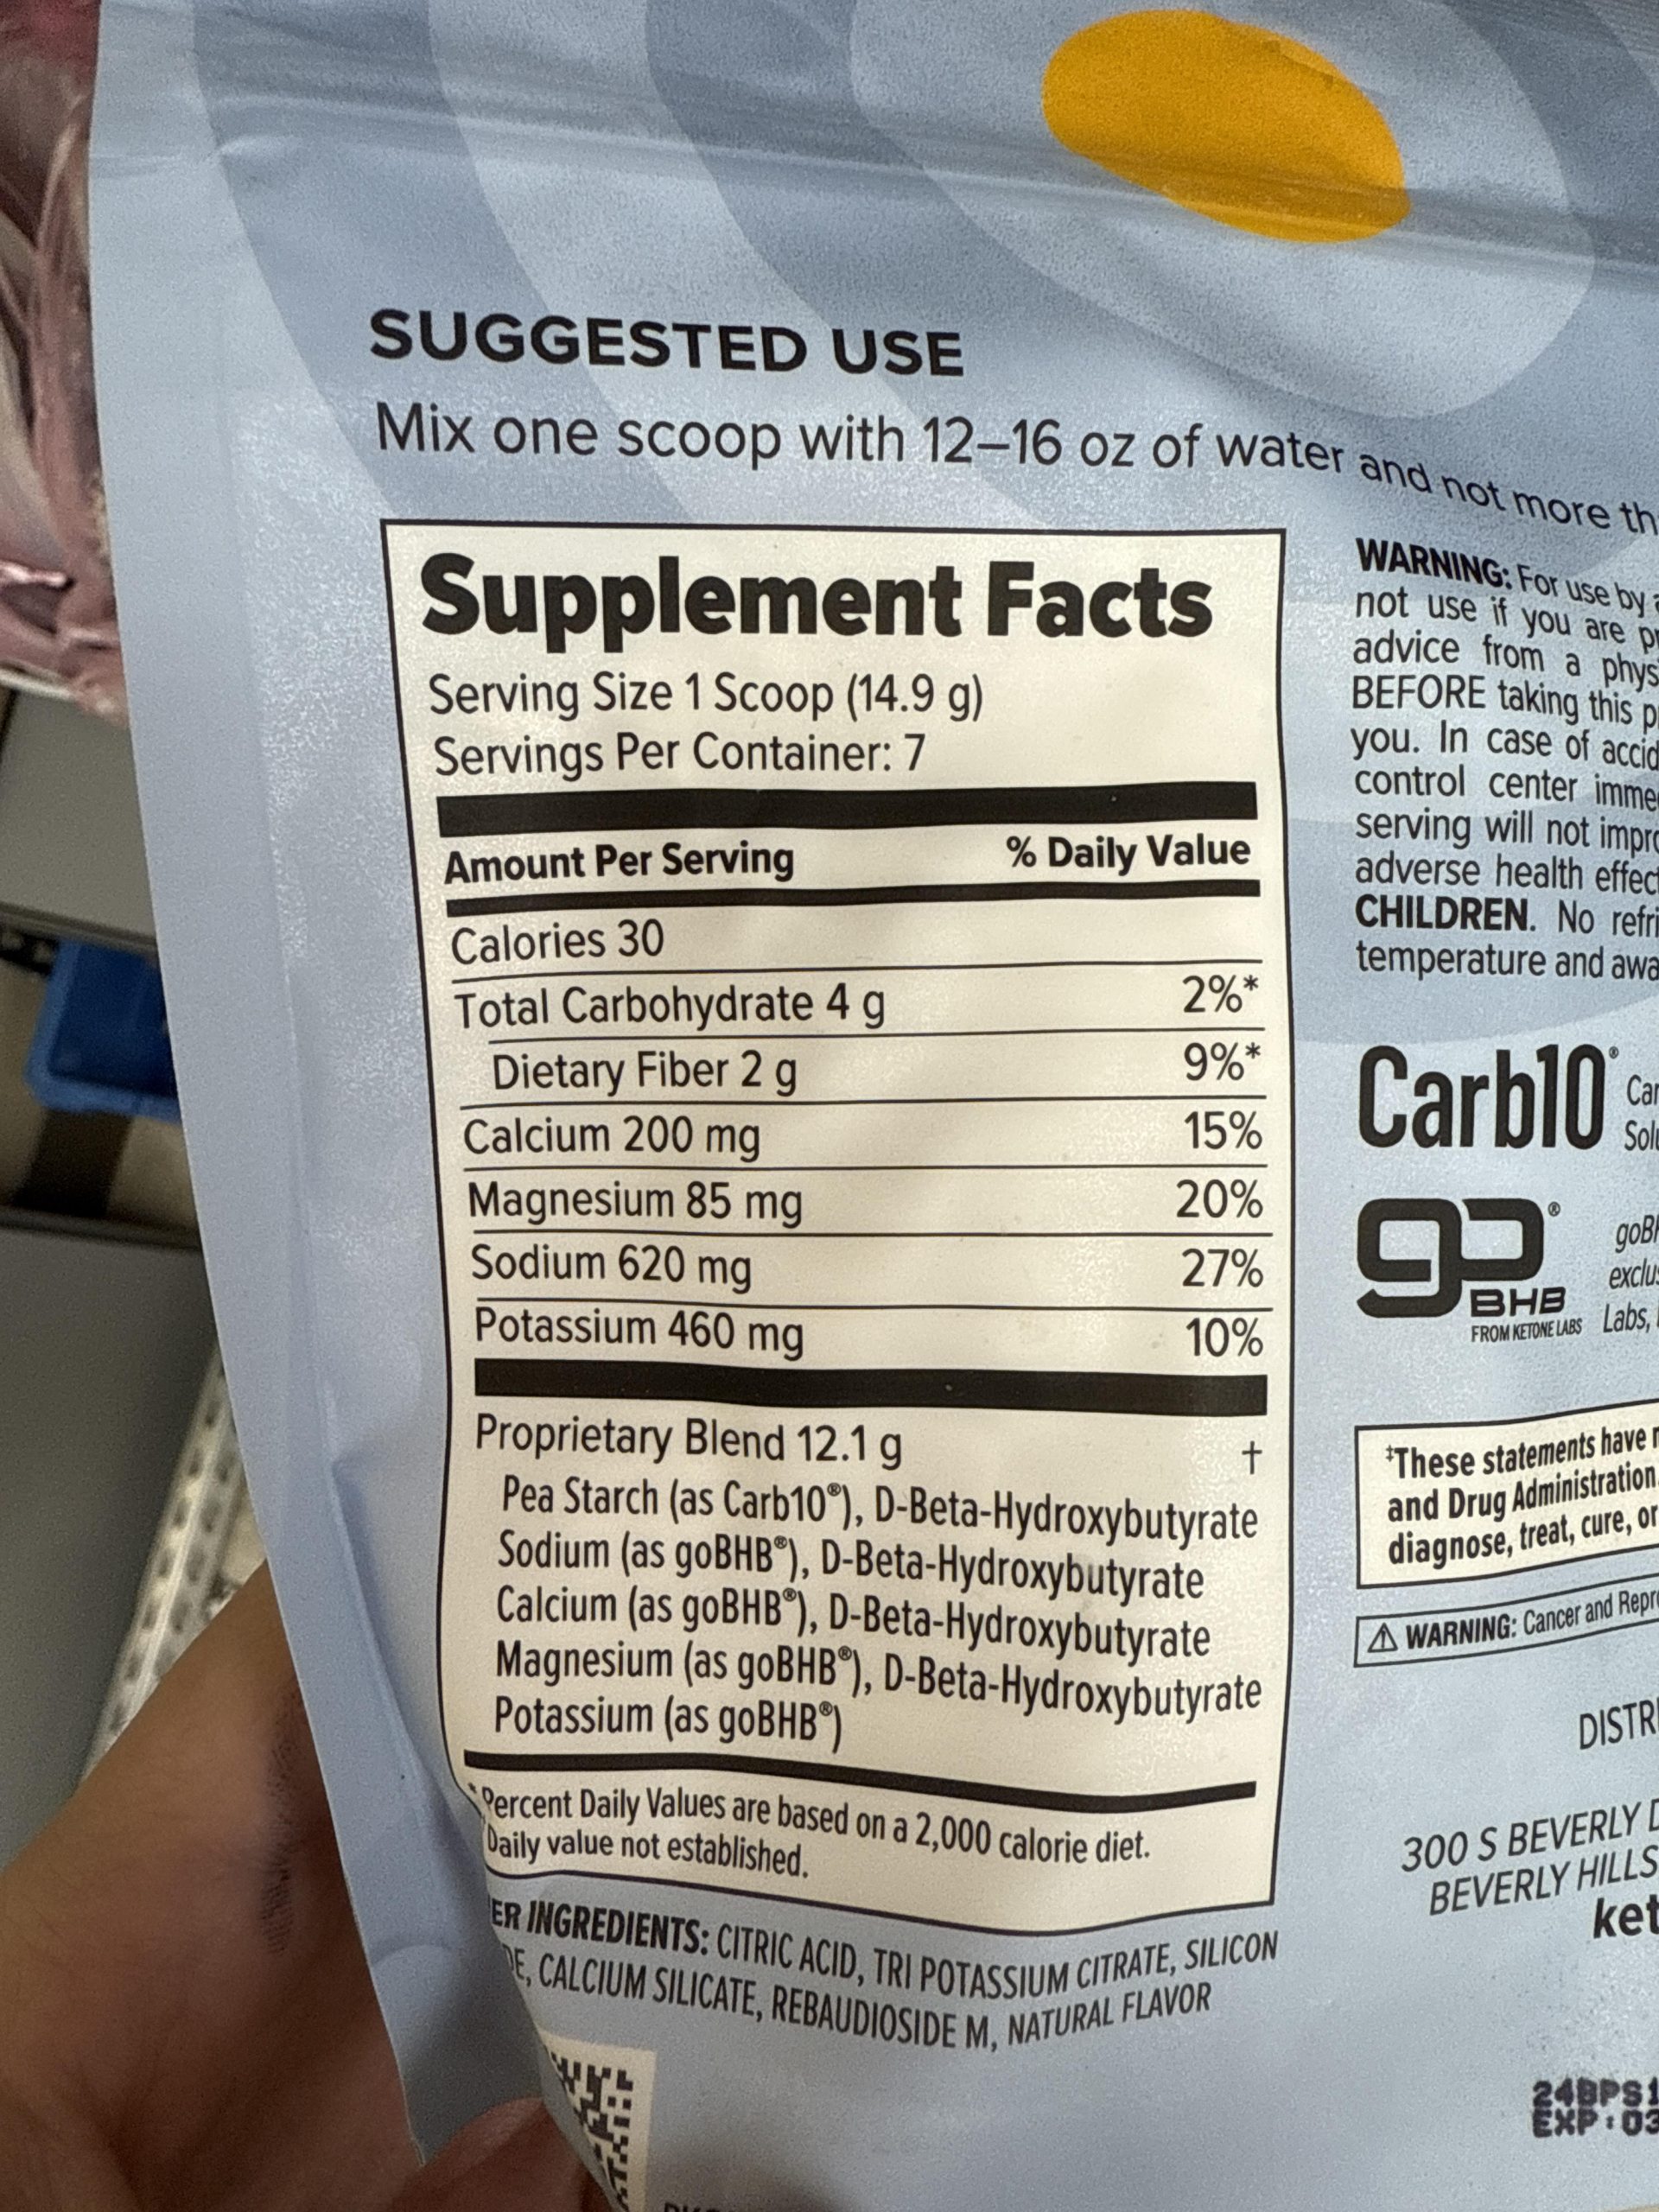 SUGGESTED USE
Mix one scoop with 12–16 oz of water and not more
Supplement Facts
Serving Size 1 Scoop (14.9 g)
Servings Per Container: 7
Amount Per Serving % Daily Value
Calories 30
Total Carbohydrate 4 g 2%*
Dietary Fiber 2 g 9%*
Calcium 200 mg 15%
Magnesium 85 mg 20%
Sodium 620 mg 27%
Potassium 460 mg 10%
Proprietary Blend 12.1 g †
Pea Starch (as Carb10®), D-Beta-Hydroxybutyrate
Sodium (as goBHB®), D-Beta-Hydroxybutyrate
Calcium (as goBHB®), D-Beta-Hydroxybutyrate
Magnesium (as goBHB®), D-Beta-Hydroxybutyrate
Potassium (as goBHB®)
*Percent Daily Values are based on a 2,000 calorie diet.
Daily value not established.
INGREDIENTS: CITRIC ACID, TRI POTASSIUM CITRATE, SILICON
CALCIUM SILICATE, REBAUDIOSIDE M, NATURAL FLAVOR
WARNING: For use by
not use if you are
advice from a
BEFORE taking this
you. In case of
control center
serving will not
adverse health
CHILDREN. No
temperature and
Carb10®
go®
BHB
FROM KETONE LABS
Labs,
‡These statements have
and Drug Administration.
diagnose, treat, cure, or
⚠ WARNING: Cancer and
300 S BEVERLY
BEVERLY HILLS
24BPS1
EXP:03